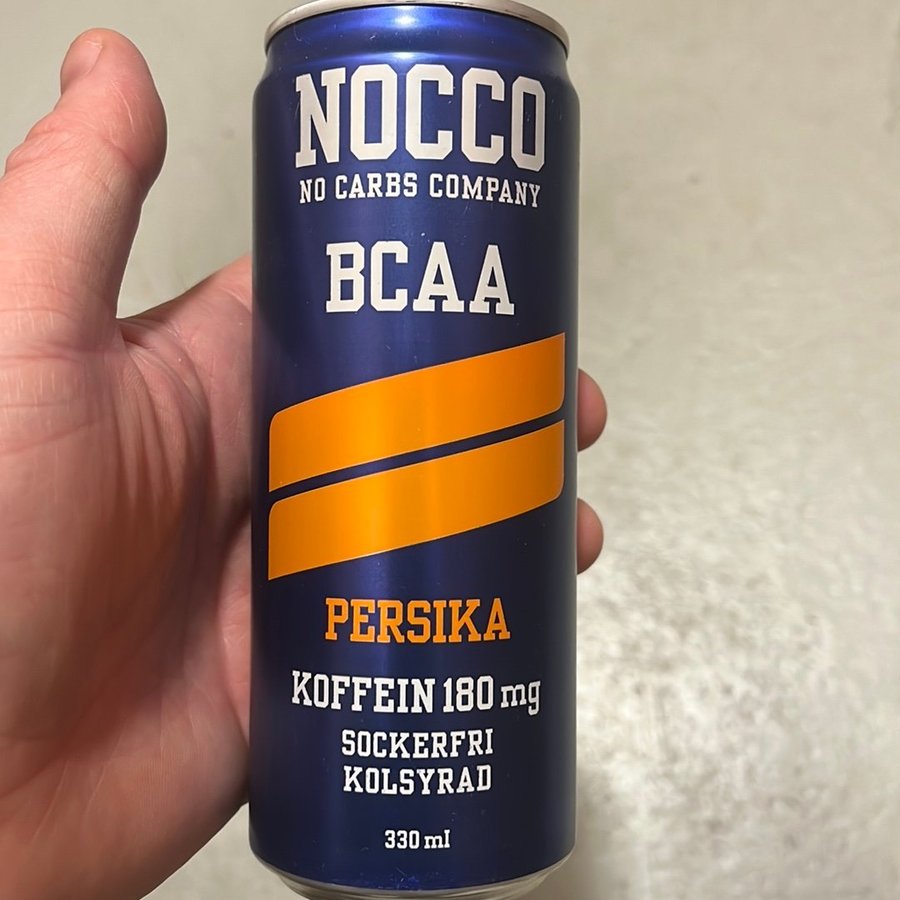 NOCCO
NO CARBS COMPANY
BCAA
PERSIKA
KOFFEIN 180 mg
SOCKERFRI
KOLSYRAD
330 ml